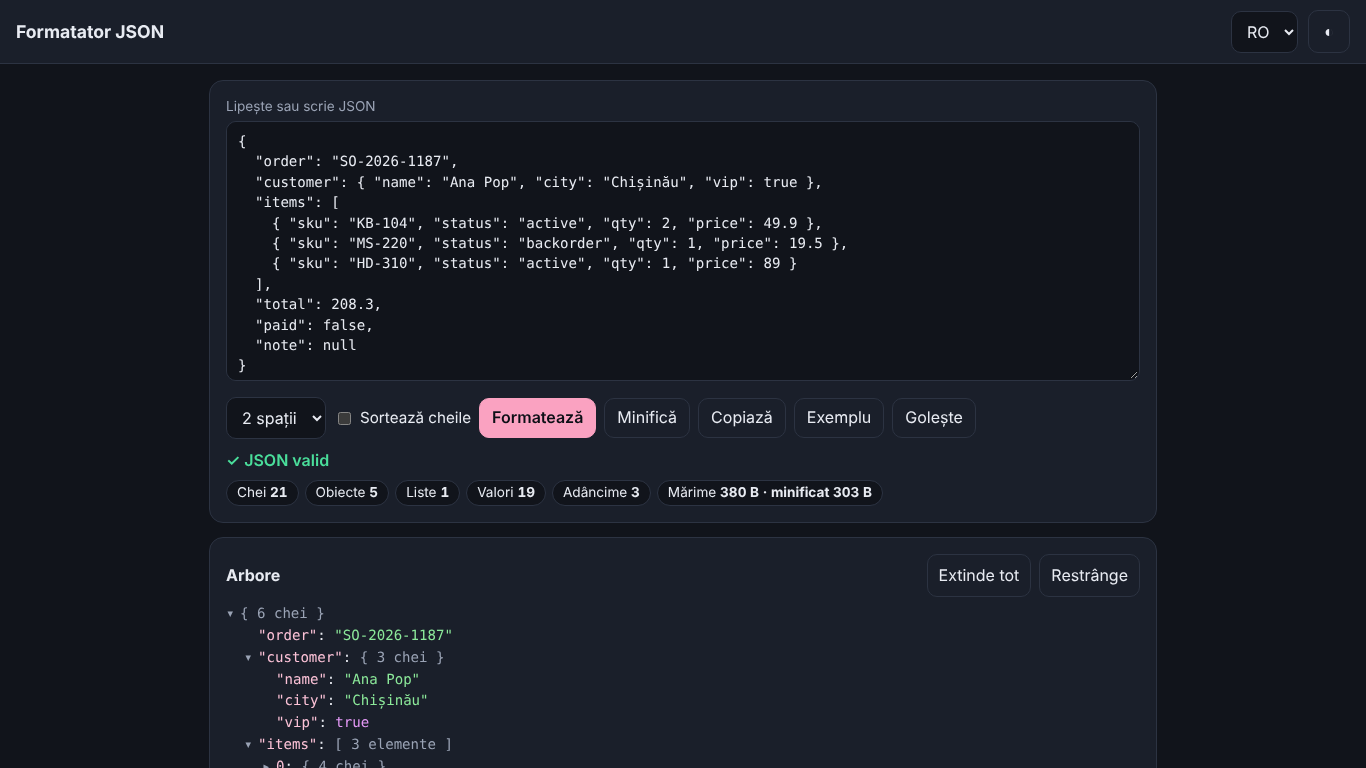 Formatator JSON
RO
Lipește sau scrie JSON
{
  "order": "SO-2026-1187",
  "customer": { "name": "Ana Pop", "city": "Chișinău", "vip": true },
  "items": [
    { "sku": "KB-104", "status": "active", "qty": 2, "price": 49.9 },
    { "sku": "MS-220", "status": "backorder", "qty": 1, "price": 19.5 },
    { "sku": "HD-310", "status": "active", "qty": 1, "price": 89 }
  ],
  "total": 208.3,
  "paid": false,
  "note": null
}
2 spații Sortează cheile Formatează Minifică Copiază Exemplu Golește
✓ JSON valid
Chei 21 Obiecte 5 Liste 1 Valori 19 Adâncime 3 Mărime 380 B · minificat 303 B
Arbore Extinde tot Restrânge
▾ { 6 chei }
"order": "SO-2026-1187"
▾ "customer": { 3 chei }
"name": "Ana Pop"
"city": "Chișinău"
"vip": true
▾ "items": [ 3 elemente ]
▸ 0: { 4 chei }